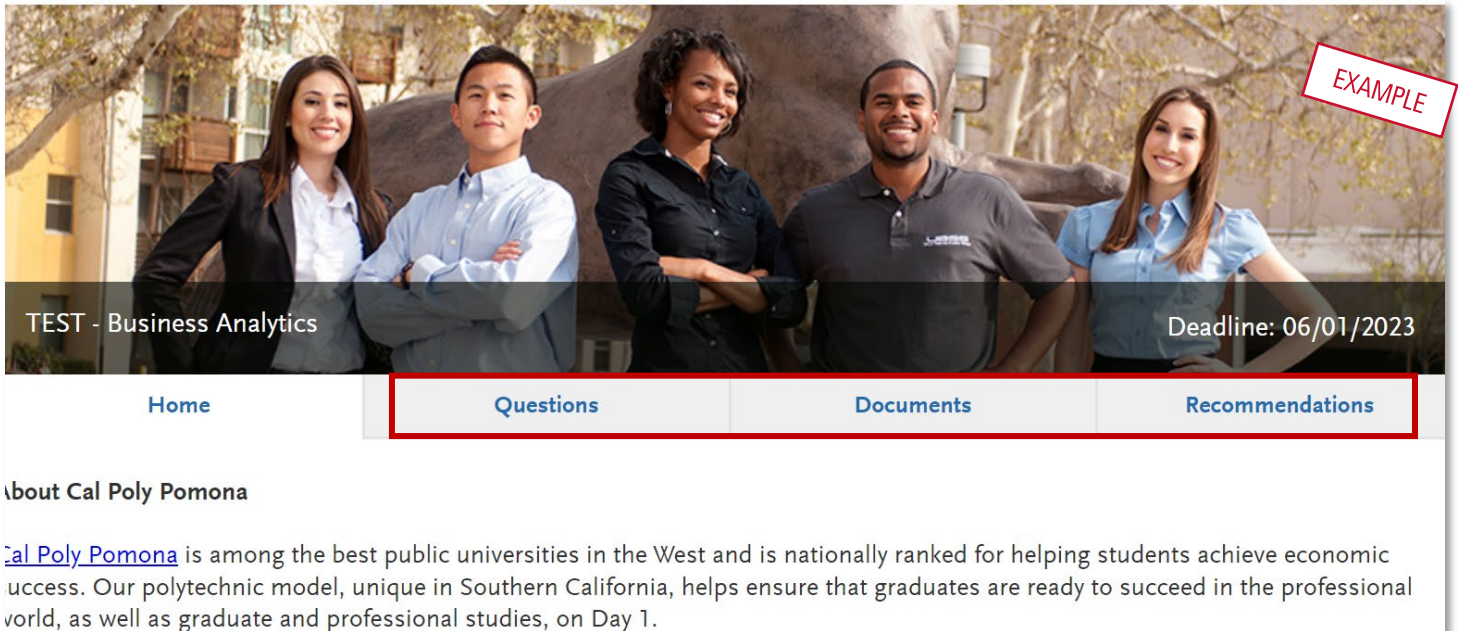 EXAMPLE
TEST - Business Analytics
Deadline: 06/01/2023
Home
Questions
Documents
Recommendations
About Cal Poly Pomona
Cal Poly Pomona is among the best public universities in the West and is nationally ranked for helping students achieve economic
success. Our polytechnic model, unique in Southern California, helps ensure that graduates are ready to succeed in the professional
world, as well as graduate and professional studies, on Day 1.